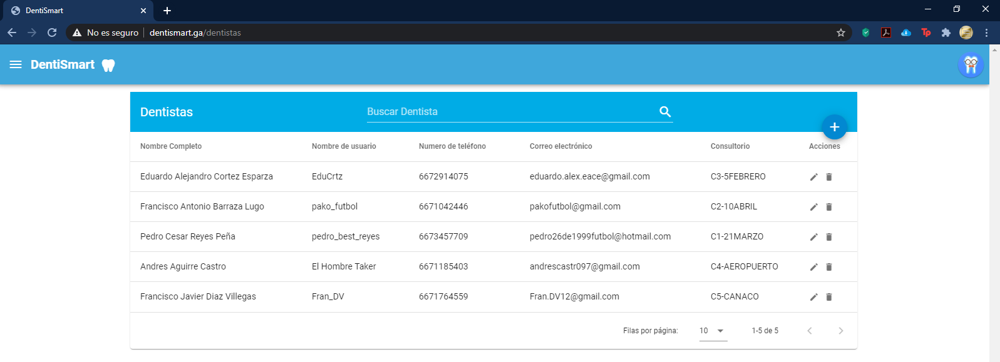 DentiSmart
No es seguro | dentismart.ga/dentistas
DentiSmart
Dentistas Buscar Dentista
Nombre Completo Nombre de usuario Numero de teléfono Correo electrónico Consultorio Acciones
Eduardo Alejandro Cortez Esparza EduCrtz 6672914075 eduardo.alex.eace@gmail.com C3-5FEBRERO
Francisco Antonio Barraza Lugo pako_futbol 6671042446 pakofutbol@gmail.com C2-10ABRIL
Pedro Cesar Reyes Peña pedro_best_reyes 6673457709 pedro26de1999futbol@hotmail.com C1-21MARZO
Andres Aguirre Castro El Hombre Taker 6671185403 andrescastr097@gmail.com C4-AEROPUERTO
Francisco Javier Diaz Villegas Fran_DV 6671764559 Fran.DV12@gmail.com C5-CANACO
Filas por página: 10 1-5 de 5